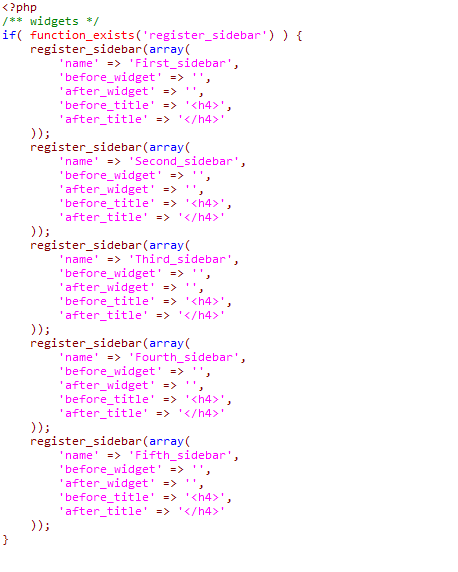 <?php
/** widgets */
if( function_exists('register_sidebar') ) {
    register_sidebar(array(
        'name' => 'First_sidebar',
        'before_widget' => '',
        'after_widget' => '',
        'before_title' => '<h4>',
        'after_title' => '</h4>'
    ));
    register_sidebar(array(
        'name' => 'Second_sidebar',
        'before_widget' => '',
        'after_widget' => '',
        'before_title' => '<h4>',
        'after_title' => '</h4>'
    ));
    register_sidebar(array(
        'name' => 'Third_sidebar',
        'before_widget' => '',
        'after_widget' => '',
        'before_title' => '<h4>',
        'after_title' => '</h4>'
    ));
    register_sidebar(array(
        'name' => 'Fourth_sidebar',
        'before_widget' => '',
        'after_widget' => '',
        'before_title' => '<h4>',
        'after_title' => '</h4>'
    ));
    register_sidebar(array(
        'name' => 'Fifth_sidebar',
        'before_widget' => '',
        'after_widget' => '',
        'before_title' => '<h4>',
        'after_title' => '</h4>'
    ));
}